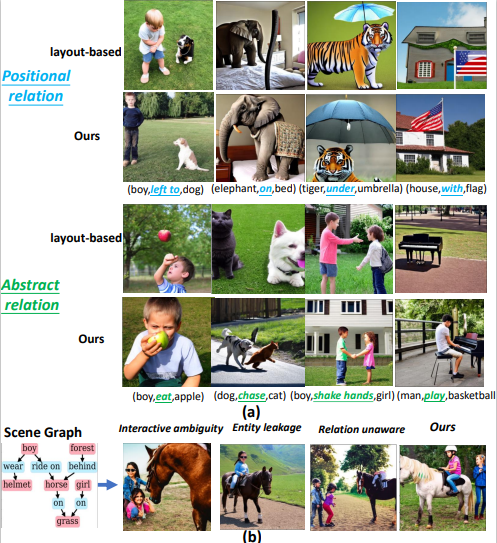 layout-based
Positional
relation
Ours
(boy,left to,dog) (elephant,on,bed) (tiger,under,umbrella) (house,with,flag)
layout-based
Abstract
relation
Ours
(boy,eat,apple) (dog,chase,cat) (boy,shake hands,girl) (man,play,basketball
(a)
Scene Graph Interactive ambiguity Entity leakage Relation unaware Ours
boy forest
wear ride on behind
helmet horse girl
on on
grass
(b)